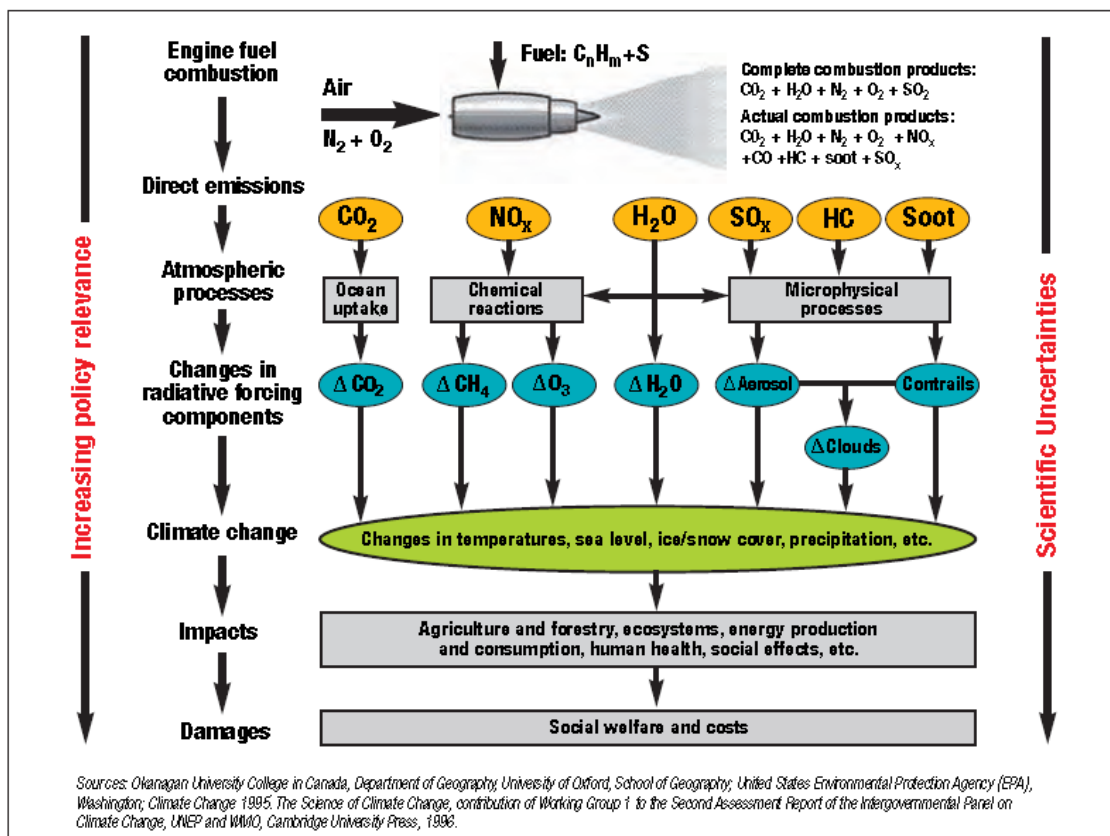 Engine fuel
combustion
Fuel: CₙHₘ+S
Air
N₂ + O₂
Complete combustion products:
CO₂ + H₂O + N₂ + O₂ + SO₂
Actual combustion products:
CO₂ + H₂O + N₂ + O₂ + NOₓ
+CO +HC + soot + SOₓ
Direct emissions
CO₂
NOₓ
H₂O
SOₓ
HC
Soot
Atmospheric
processes
Ocean
uptake
Chemical
reactions
Microphysical
processes
Changes in
radiative forcing
components
Δ CO₂
Δ CH₄
Δ O₃
Δ H₂O
Δ Aerosol
Contrails
Δ Clouds
Climate change
Changes in temperatures, sea level, ice/snow cover, precipitation, etc.
Impacts
Agriculture and forestry, ecosystems, energy production
and consumption, human health, social effects, etc.
Damages
Social welfare and costs
Increasing policy relevance
Scientific Uncertainties
Sources: Okanagan University College in Canada, Department of Geography, University of Oxford, School of Geography; United States Environmental Protection Agency (EPA),
Washington; Climate Change 1995. The Science of Climate Change, contribution of Working Group 1 to the Second Assessment Report of the Intergovernmental Panel on
Climate Change, UNEP and WMO, Cambridge University Press, 1996.